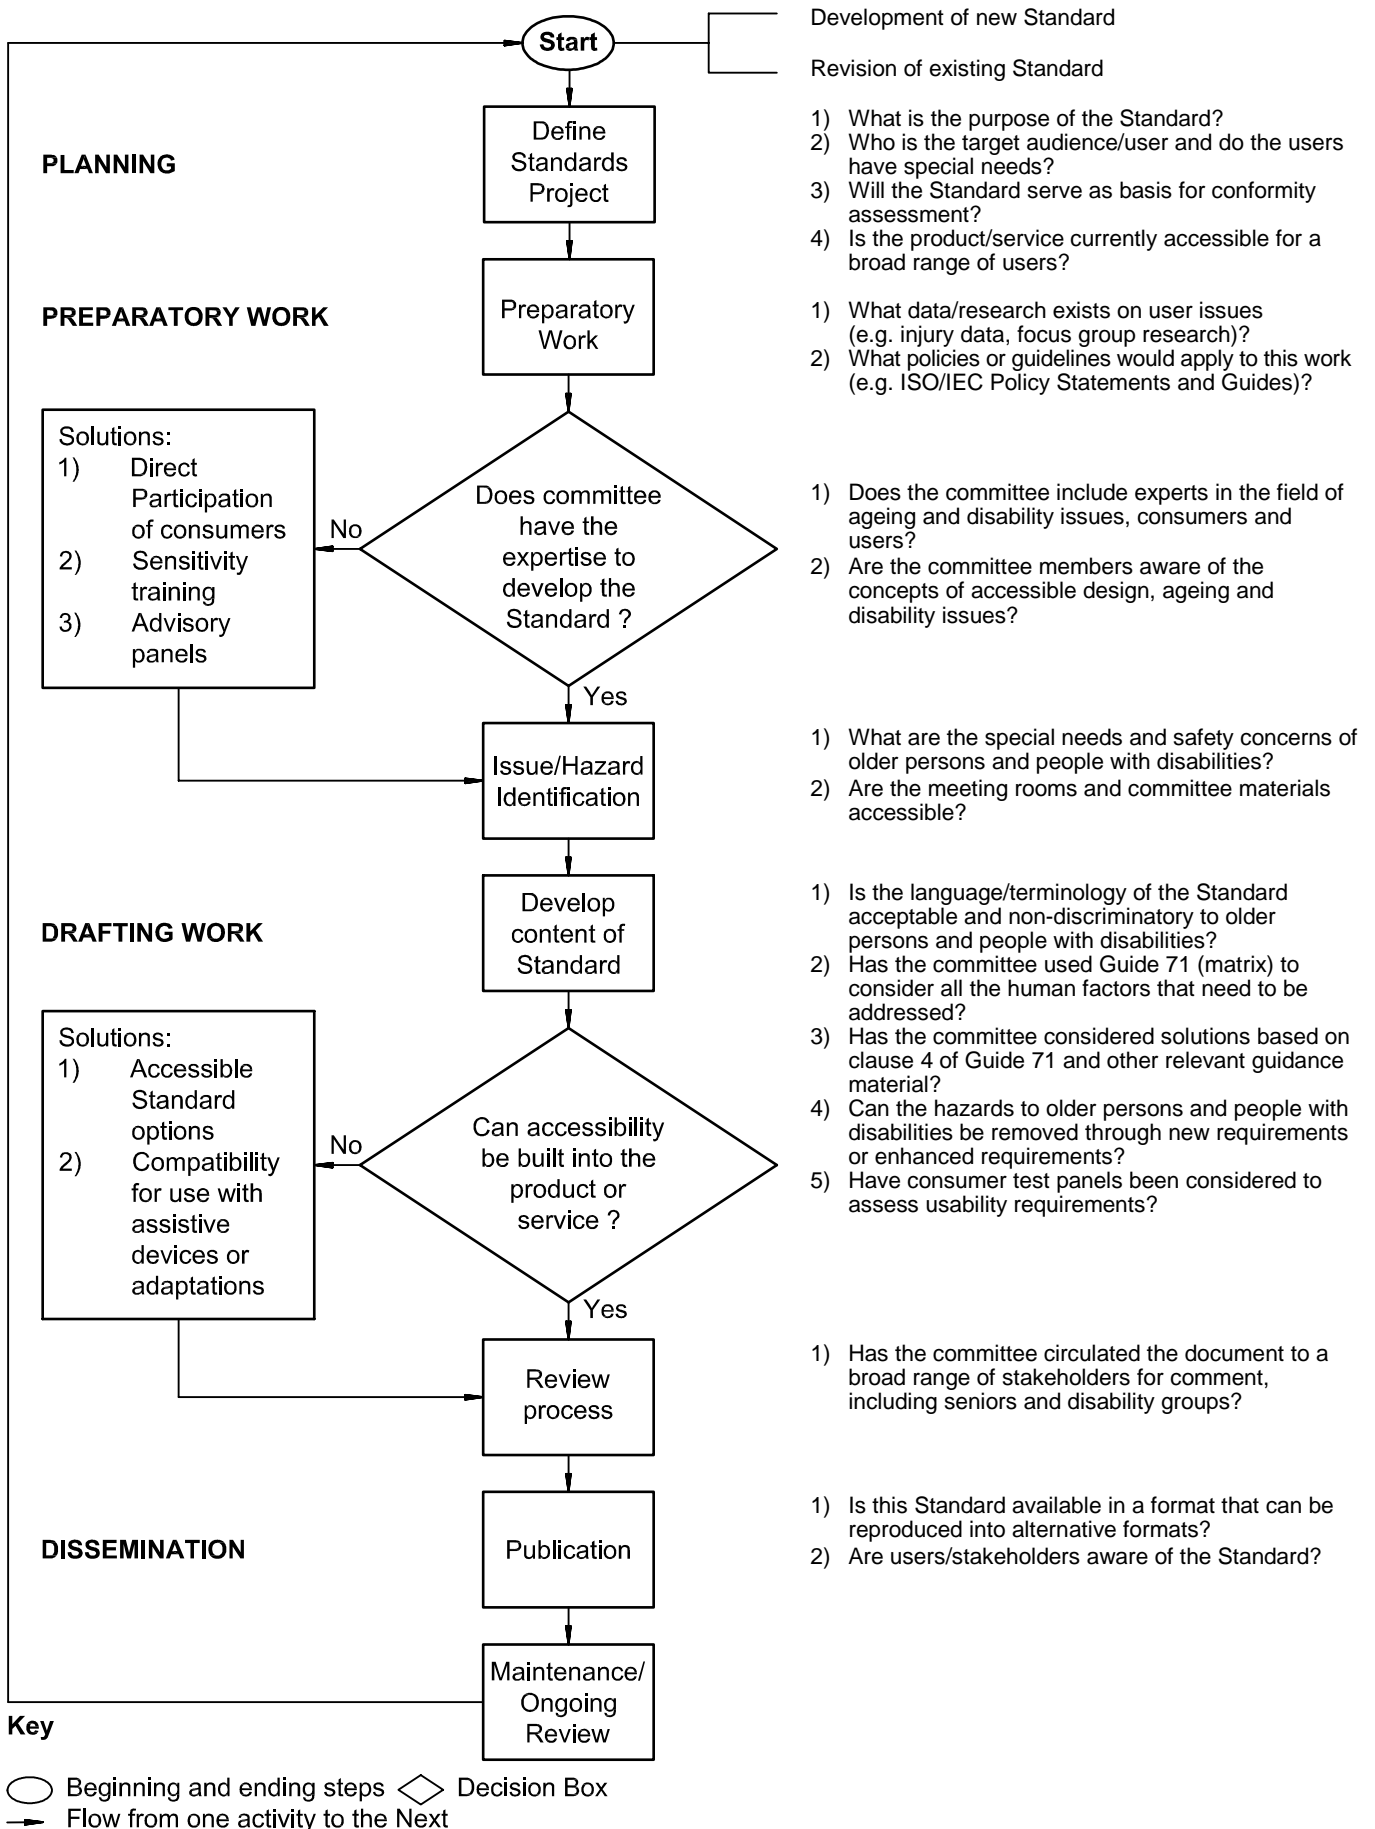 Start
Development of new Standard
Revision of existing Standard
PLANNING
Define
Standards
Project
1) What is the purpose of the Standard?
2) Who is the target audience/user and do the users
have special needs?
3) Will the Standard serve as basis for conformity
assessment?
4) Is the product/service currently accessible for a
broad range of users?
PREPARATORY WORK
Preparatory
Work
1) What data/research exists on user issues
(e.g. injury data, focus group research)?
2) What policies or guidelines would apply to this work
(e.g. ISO/IEC Policy Statements and Guides)?
Solutions:
1) Direct
Participation
of consumers
2) Sensitivity
training
3) Advisory
panels
No
Does committee
have the
expertise to
develop the
Standard ?
Yes
1) Does the committee include experts in the field of
ageing and disability issues, consumers and
users?
2) Are the committee members aware of the
concepts of accessible design, ageing and
disability issues?
Issue/Hazard
Identification
1) What are the special needs and safety concerns of
older persons and people with disabilities?
2) Are the meeting rooms and committee materials
accessible?
DRAFTING WORK
Develop
content of
Standard
1) Is the language/terminology of the Standard
acceptable and non-discriminatory to older
persons and people with disabilities?
2) Has the committee used Guide 71 (matrix) to
consider all the human factors that need to be
addressed?
3) Has the committee considered solutions based on
clause 4 of Guide 71 and other relevant guidance
material?
4) Can the hazards to older persons and people with
disabilities be removed through new requirements
or enhanced requirements?
5) Have consumer test panels been considered to
assess usability requirements?
Solutions:
1) Accessible
Standard
options
2) Compatibility
for use with
assistive
devices or
adaptations
No
Can accessibility
be built into the
product or
service ?
Yes
Review
process
1) Has the committee circulated the document to a
broad range of stakeholders for comment,
including seniors and disability groups?
DISSEMINATION
Publication
1) Is this Standard available in a format that can be
reproduced into alternative formats?
2) Are users/stakeholders aware of the Standard?
Maintenance/
Ongoing
Review
Key
Beginning and ending steps
Decision Box
Flow from one activity to the Next